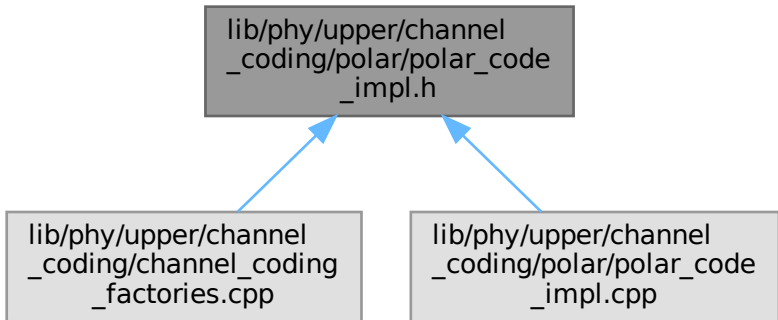 lib/phy/upper/channel
_coding/polar/polar_code
_impl.h
lib/phy/upper/channel
_coding/channel_coding
_factories.cpp
lib/phy/upper/channel
_coding/polar/polar_code
_impl.cpp